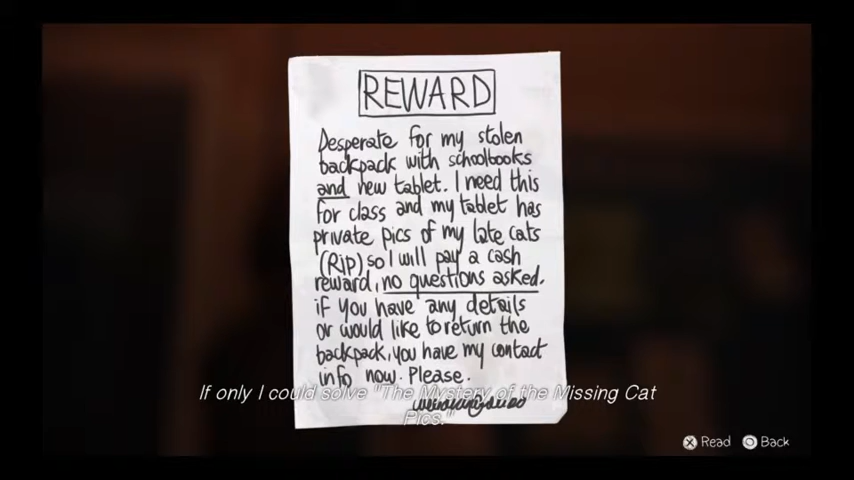 REWARD
Desperate for my stolen
backpack with schoolbooks
and new tablet. I need this
for class and my tablet has
private pics of my late cats
(RIP) so I will pay a cash
reward, no questions asked.
if you have any details
or would like to return the
backpack, you have my contact
info now. Please.
If only I could solve "The Mystery of the Missing Cat
Pics."
Read
Back